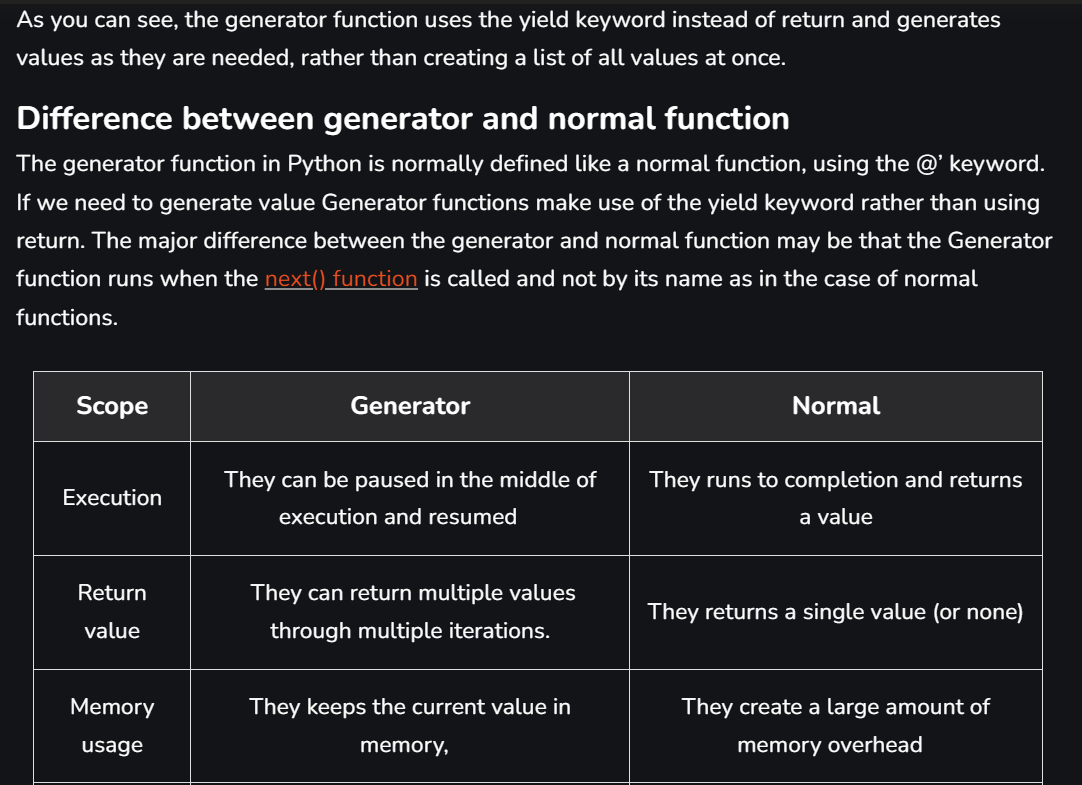 As you can see, the generator function uses the yield keyword instead of return and generates
values as they are needed, rather than creating a list of all values at once.
Difference between generator and normal function
The generator function in Python is normally defined like a normal function, using the @’ keyword.
If we need to generate value Generator functions make use of the yield keyword rather than using
return. The major difference between the generator and normal function may be that the Generator
function runs when the next() function is called and not by its name as in the case of normal
functions.
Scope
Generator
Normal
Execution
They can be paused in the middle of
execution and resumed
They runs to completion and returns
a value
Return
value
They can return multiple values
through multiple iterations.
They returns a single value (or none)
Memory
usage
They keeps the current value in
memory,
They create a large amount of
memory overhead